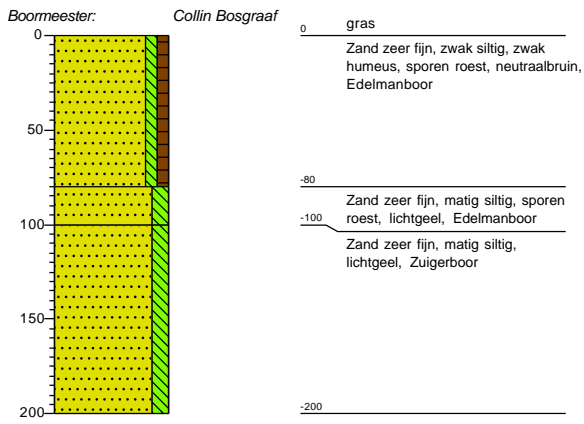 Boormeester: Collin Bosgraaf
0
50
100
150
200
0 gras
Zand zeer fijn, zwak siltig, zwak
humeus, sporen roest, neutraalbruin,
Edelmanboor
-80
Zand zeer fijn, matig siltig, sporen
roest, lichtgeel, Edelmanboor
-100
Zand zeer fijn, matig siltig,
lichtgeel, Zuigerboor
-200